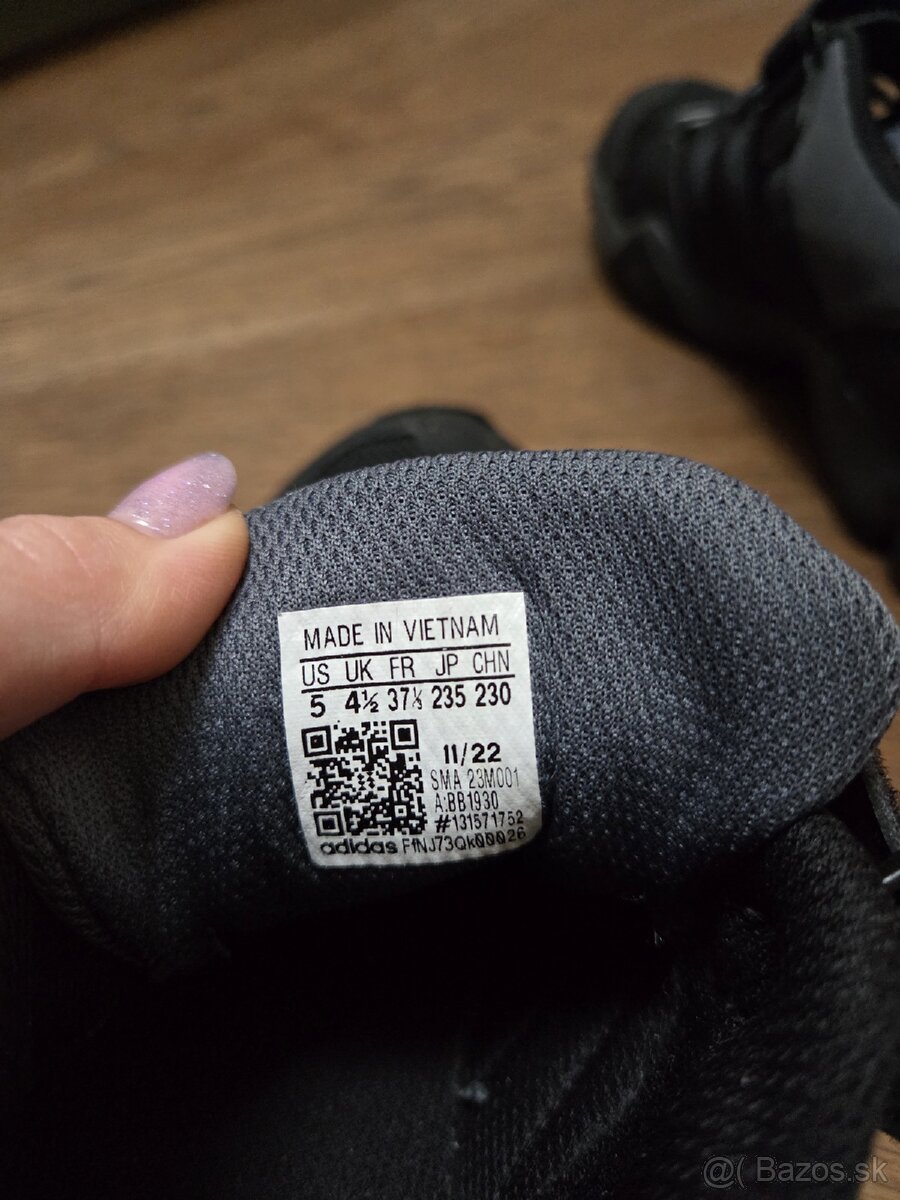 MADE IN VIETNAM
US UK FR JP CHN
5 4½ 37⅓ 235 230
11/22
SMA 23M001
A:BB1930
#131571752
adidas
@( Bazos.sk